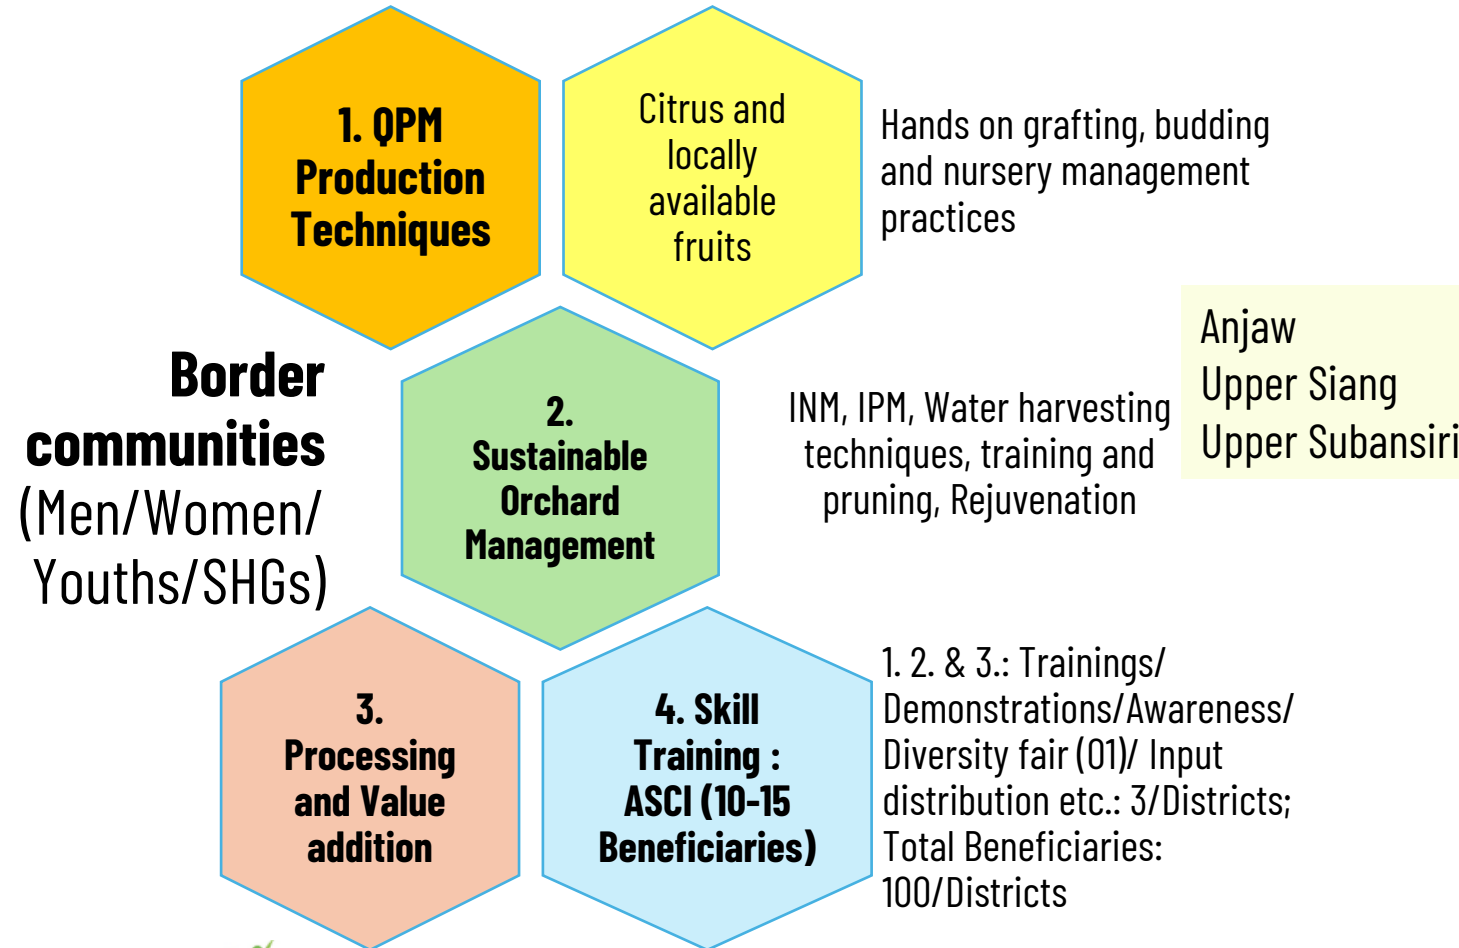 1. QPM
Production
Techniques
Citrus and
locally
available
fruits
Hands on grafting, budding
and nursery management
practices
Border
communities
(Men/Women/
Youths/SHGs)
2.
Sustainable
Orchard
Management
INM, IPM, Water harvesting
techniques, training and
pruning, Rejuvenation
Anjaw
Upper Siang
Upper Subansiri
3.
Processing
and Value
addition
4. Skill
Training :
ASCI (10-15
Beneficiaries)
1. 2. & 3.: Trainings/
Demonstrations/Awareness/
Diversity fair (01)/ Input
distribution etc.: 3/Districts;
Total Beneficiaries:
100/Districts